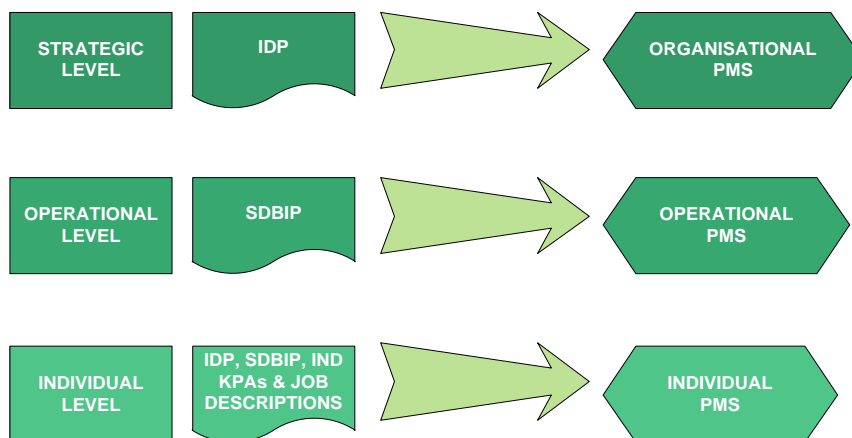 STRATEGIC
LEVEL
IDP
ORGANISATIONAL
PMS
OPERATIONAL
LEVEL
SDBIP
OPERATIONAL
PMS
INDIVIDUAL
LEVEL
IDP, SDBIP, IND
KPAs & JOB
DESCRIPTIONS
INDIVIDUAL
PMS